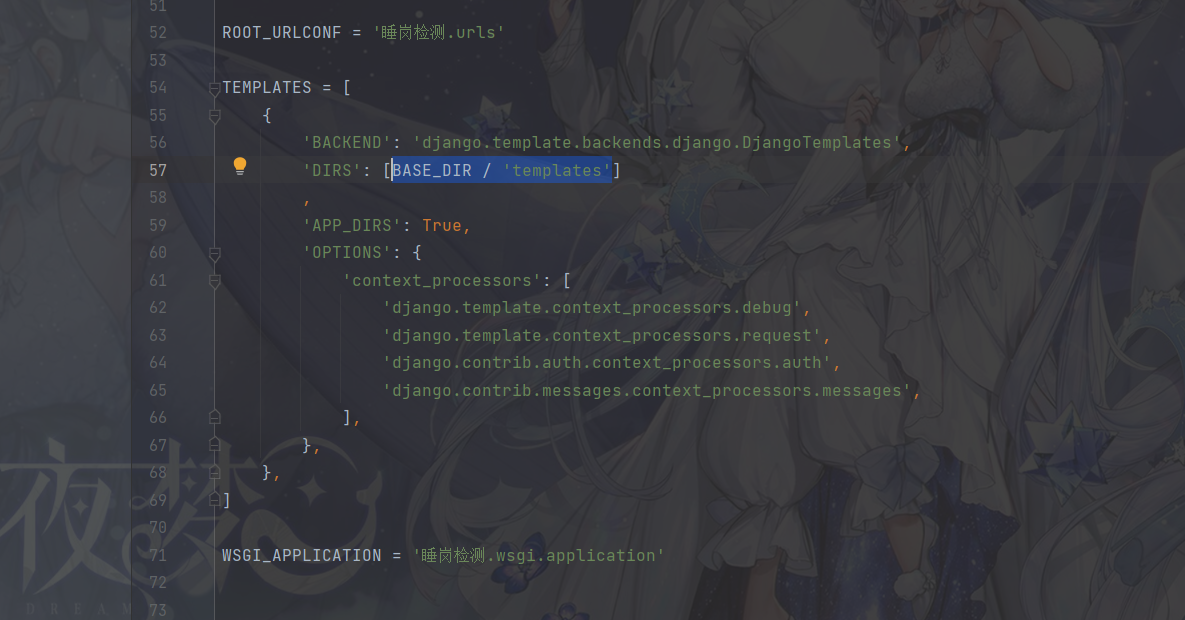 51
52 ROOT_URLCONF = '睡岗检测.urls'
53
54 TEMPLATES = [
55 {
56 'BACKEND': 'django.template.backends.django.DjangoTemplates',
57 'DIRS': [BASE_DIR / 'templates']
58 ,
59 'APP_DIRS': True,
60 'OPTIONS': {
61 'context_processors': [
62 'django.template.context_processors.debug',
63 'django.template.context_processors.request',
64 'django.contrib.auth.context_processors.auth',
65 'django.contrib.messages.context_processors.messages',
66 ],
67 },
68 },
69 ]
70
71 WSGI_APPLICATION = '睡岗检测.wsgi.application'
72
73
夜梦
DREAM